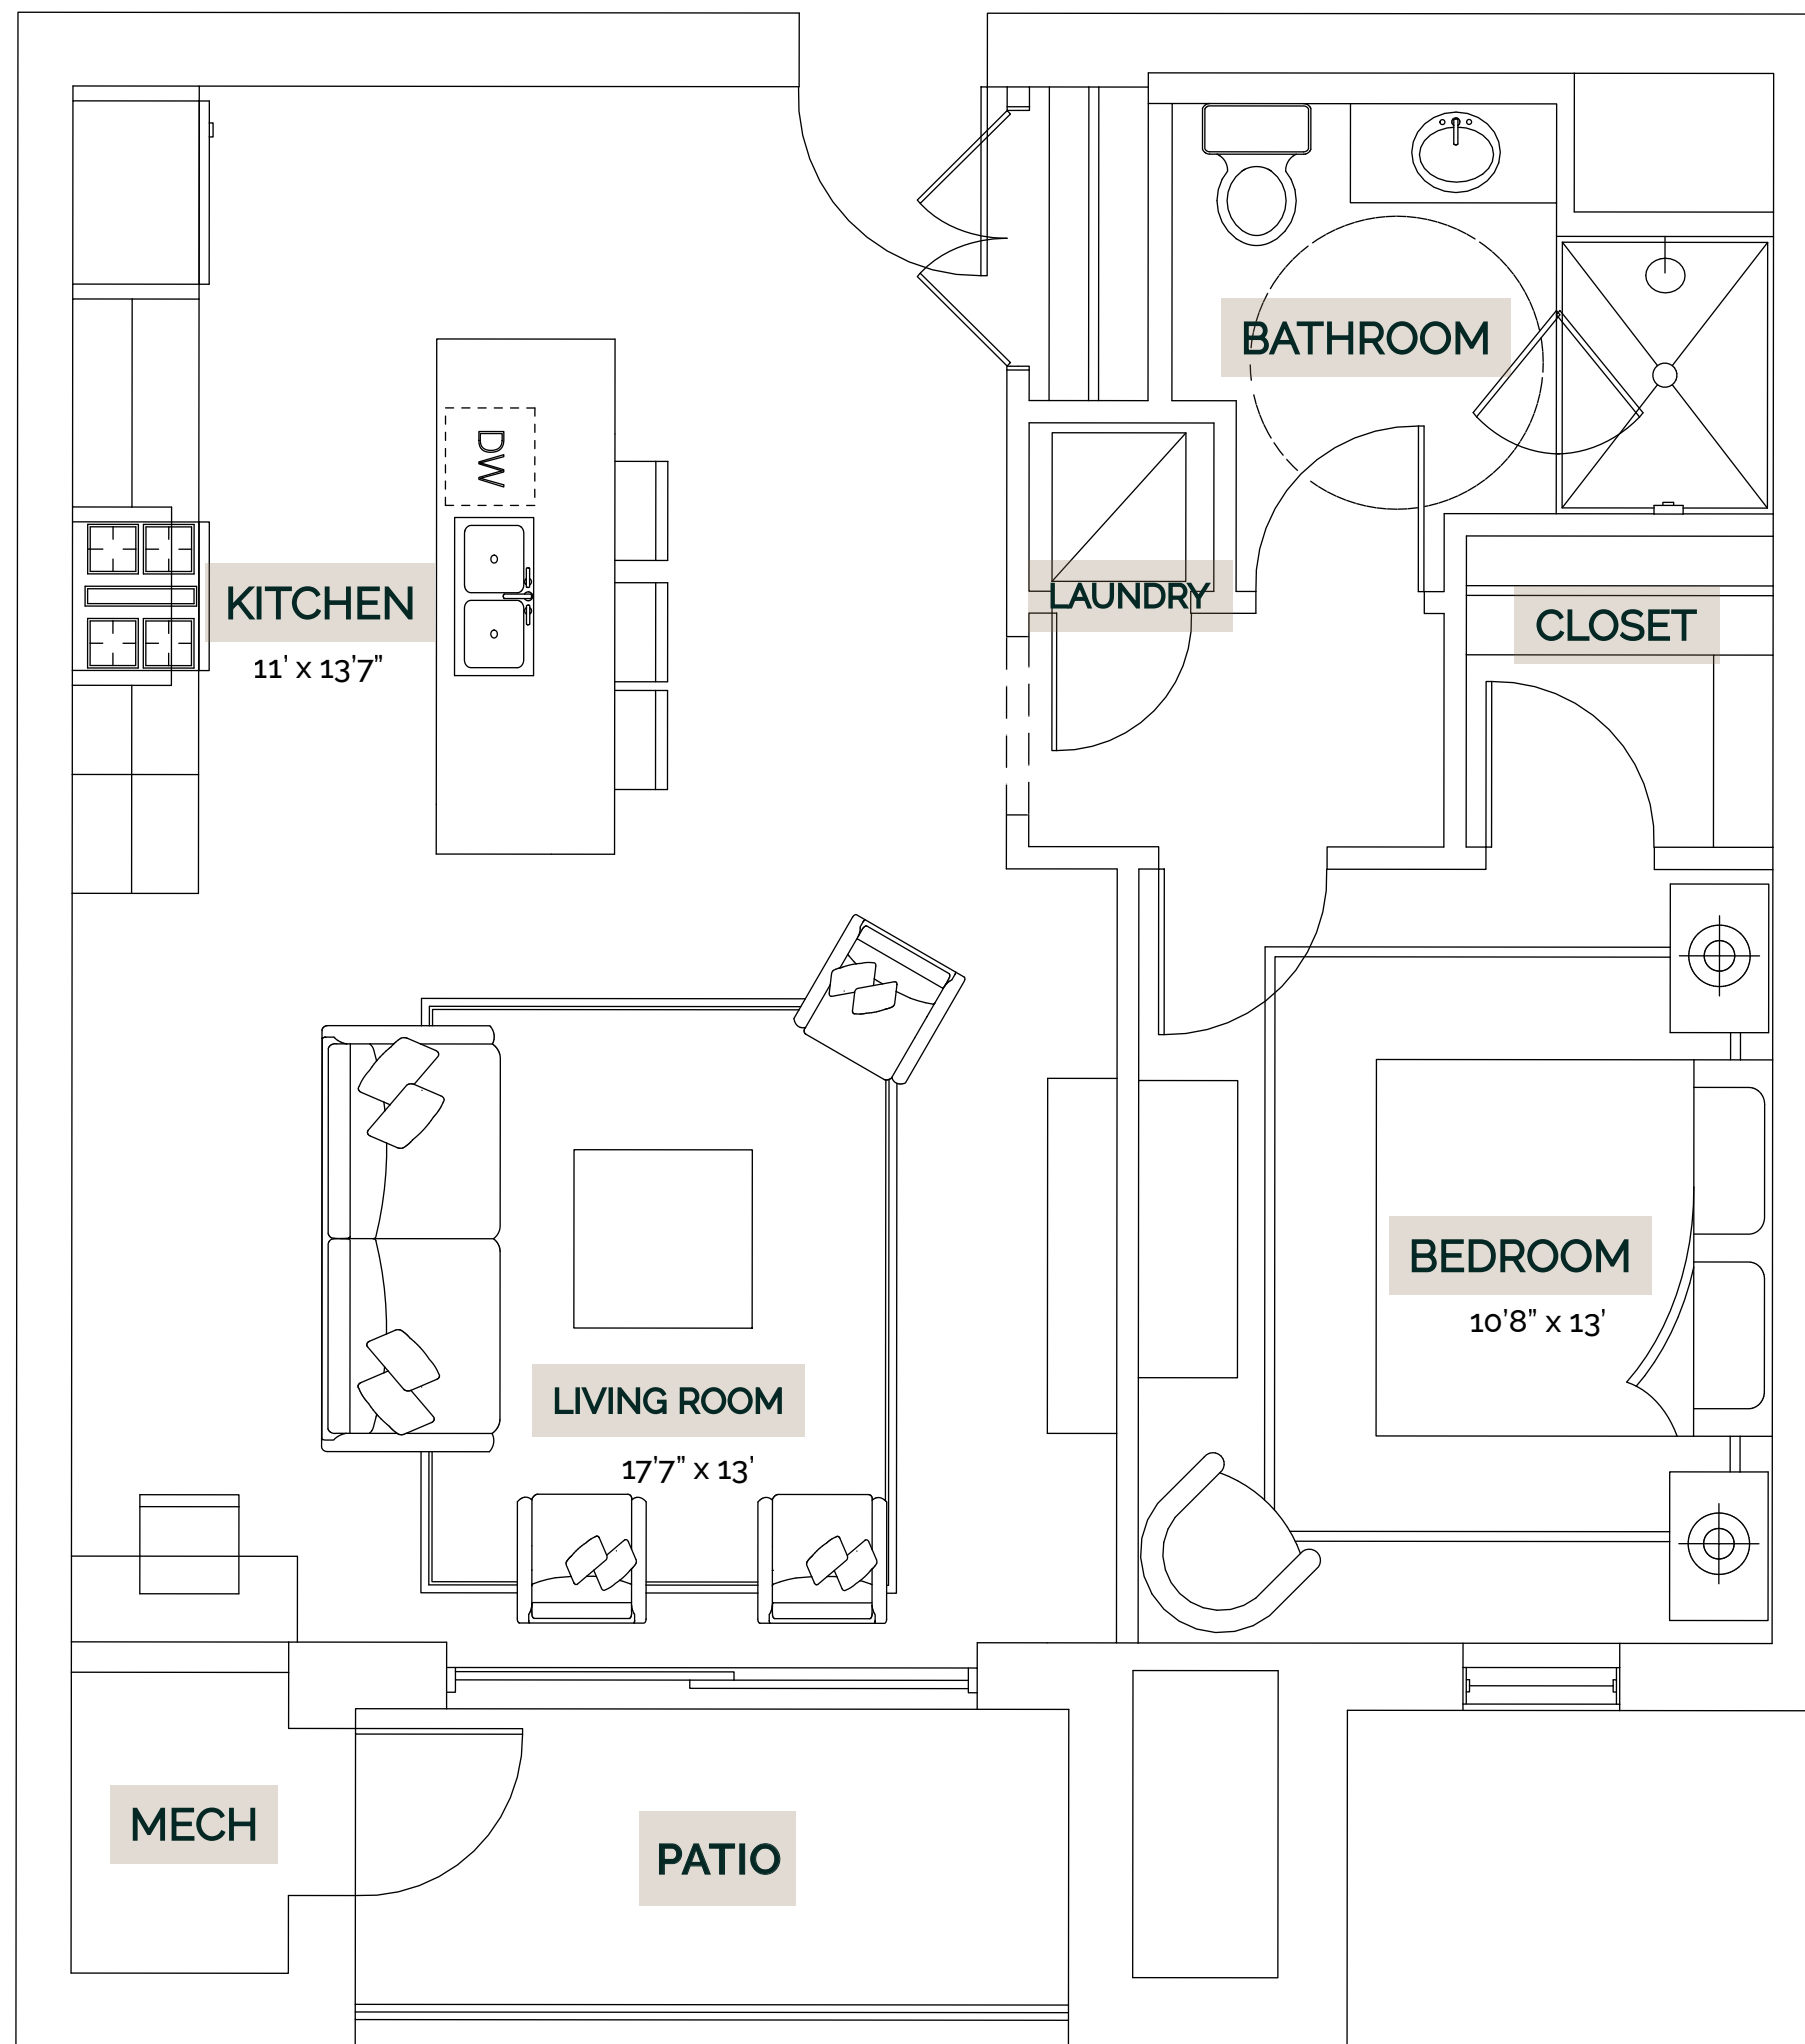 BATHROOM
DW
KITCHEN
11' x 13'7"
LAUNDRY
CLOSET
BEDROOM
10'8" x 13'
LIVING ROOM
17'7" x 13'
MECH
PATIO